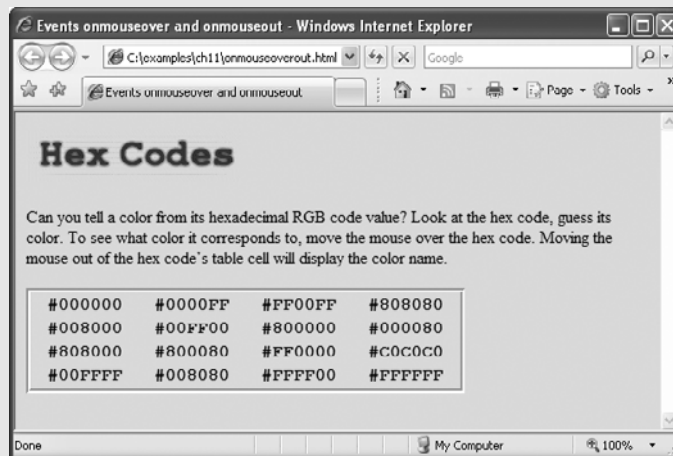 Events onmouseover and onmouseout - Windows Internet Explorer
C:\examples\ch11\onmouseoverout.html
Google
Events onmouseover and onmouseout
Page
Tools
Hex Codes
Can you tell a color from its hexadecimal RGB code value? Look at the hex code, guess its
color. To see what color it corresponds to, move the mouse over the hex code. Moving the
mouse out of the hex code's table cell will display the color name.
#000000 #0000FF #FF00FF #808080
#008000 #00FF00 #800000 #000080
#808000 #800080 #FF0000 #C0C0C0
#00FFFF #008080 #FFFF00 #FFFFFF
Done
My Computer
100%